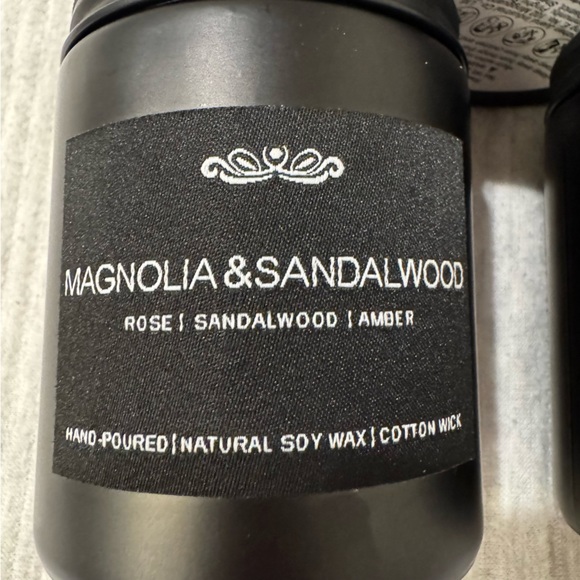 MAGNOLIA &SANDALWOOD
ROSE | SANDALWOOD | AMBER
HAND-POURED|NATURAL SOY WAX|COTTON WICK